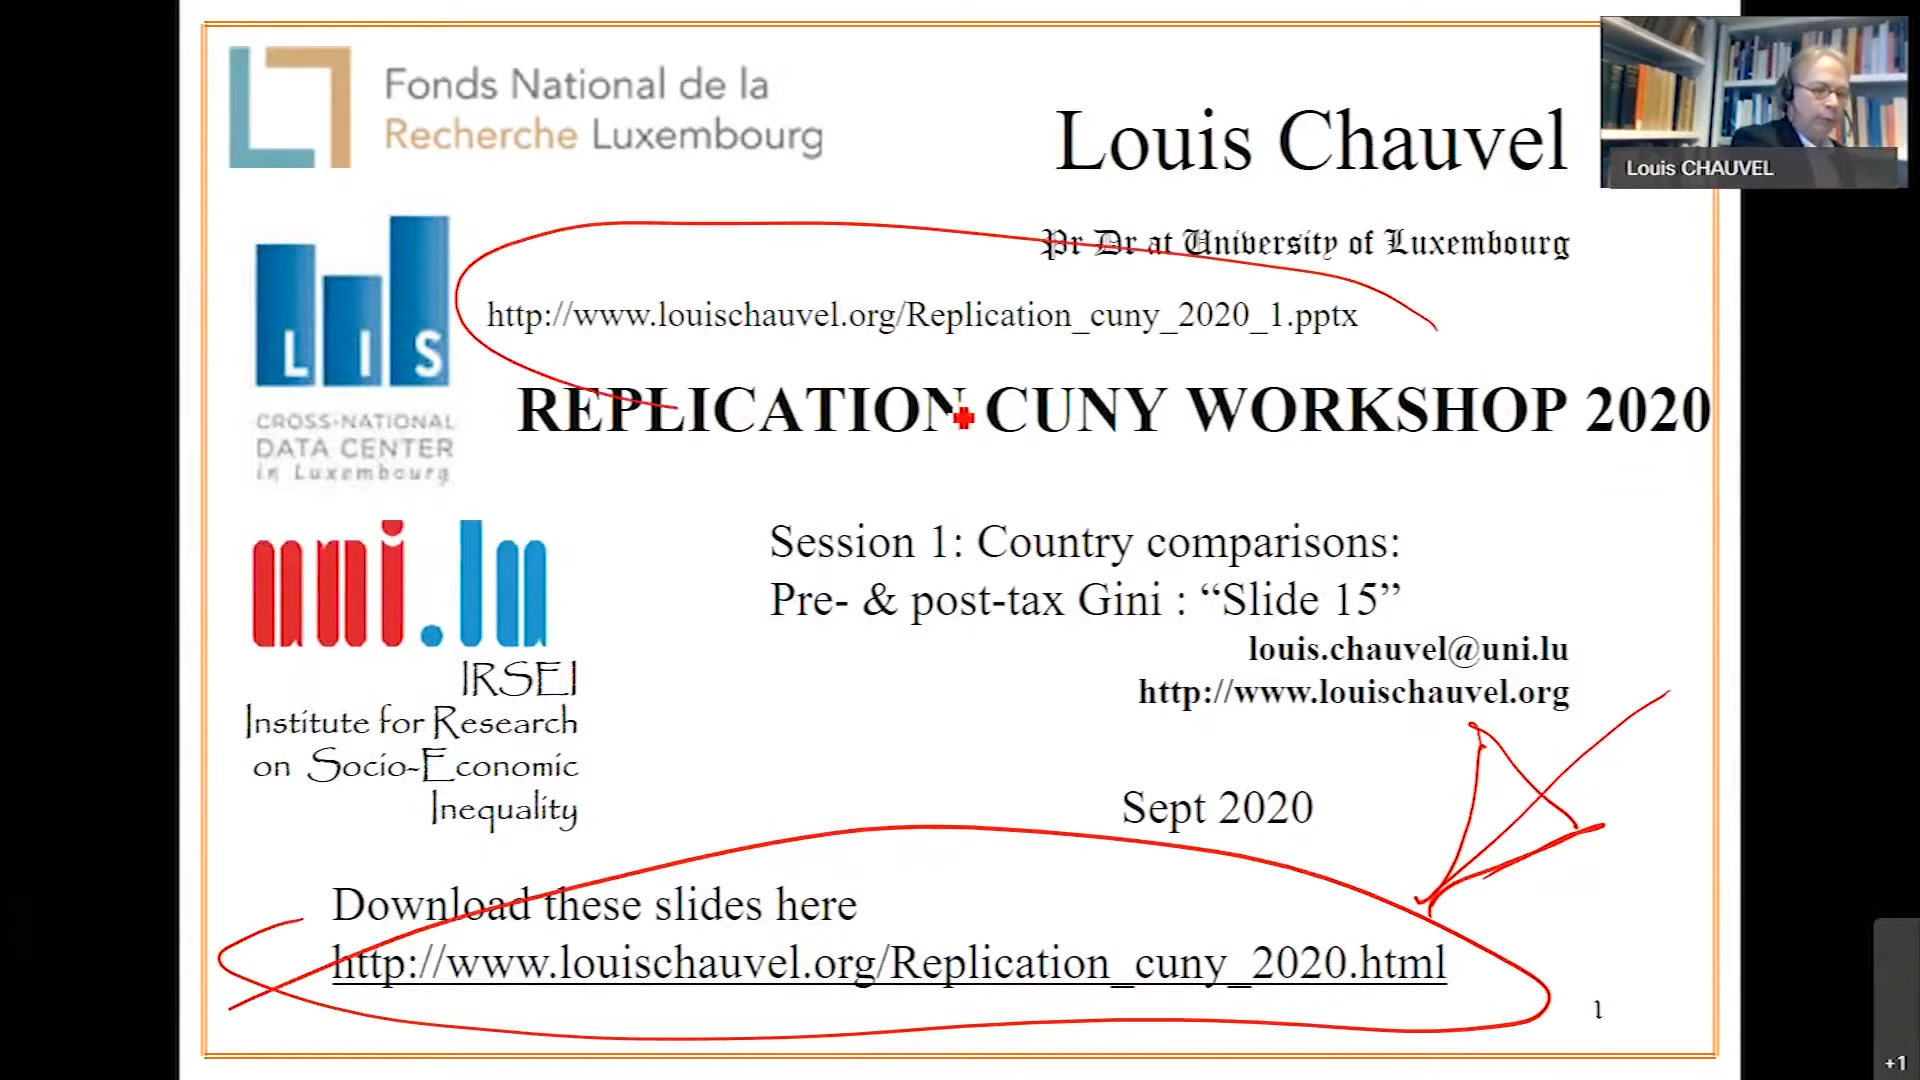 Fonds National de la
Recherche Luxembourg
Louis Chauvel
Louis CHAUVEL
Pr Dr at University of Luxembourg
http://www.louischauvel.org/Replication_cuny_2020_1.pptx
LIS
CROSS-NATIONAL
DATA CENTER
in Luxembourg
REPLICATION CUNY WORKSHOP 2020
uni.lu
IRSEI
Institute for Research
on Socio-Economic
Inequality
Session 1: Country comparisons:
Pre- & post-tax Gini : “Slide 15”
louis.chauvel@uni.lu
http://www.louischauvel.org
Sept 2020
Download these slides here
http://www.louischauvel.org/Replication_cuny_2020.html
1
+1